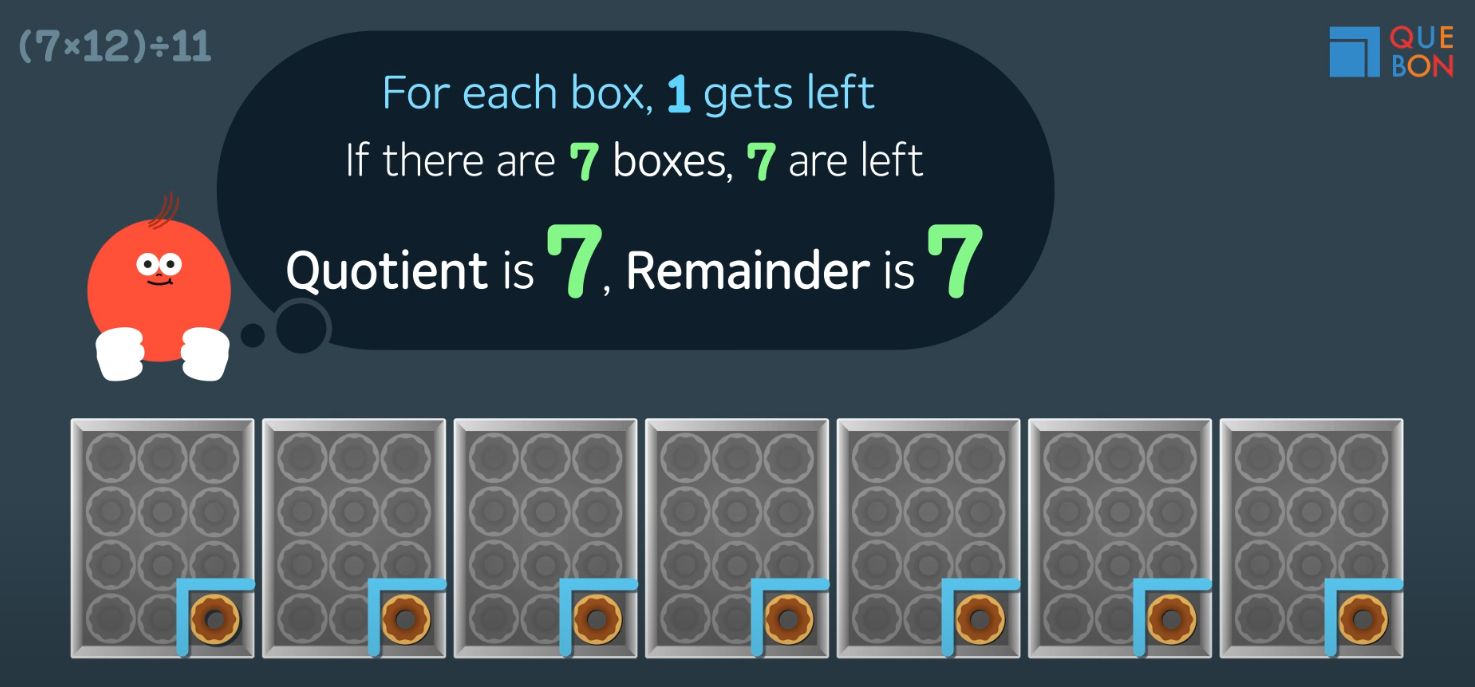 (7×12)÷11
QUE
BON
For each box, 1 gets left
If there are 7 boxes, 7 are left
Quotient is 7, Remainder is 7